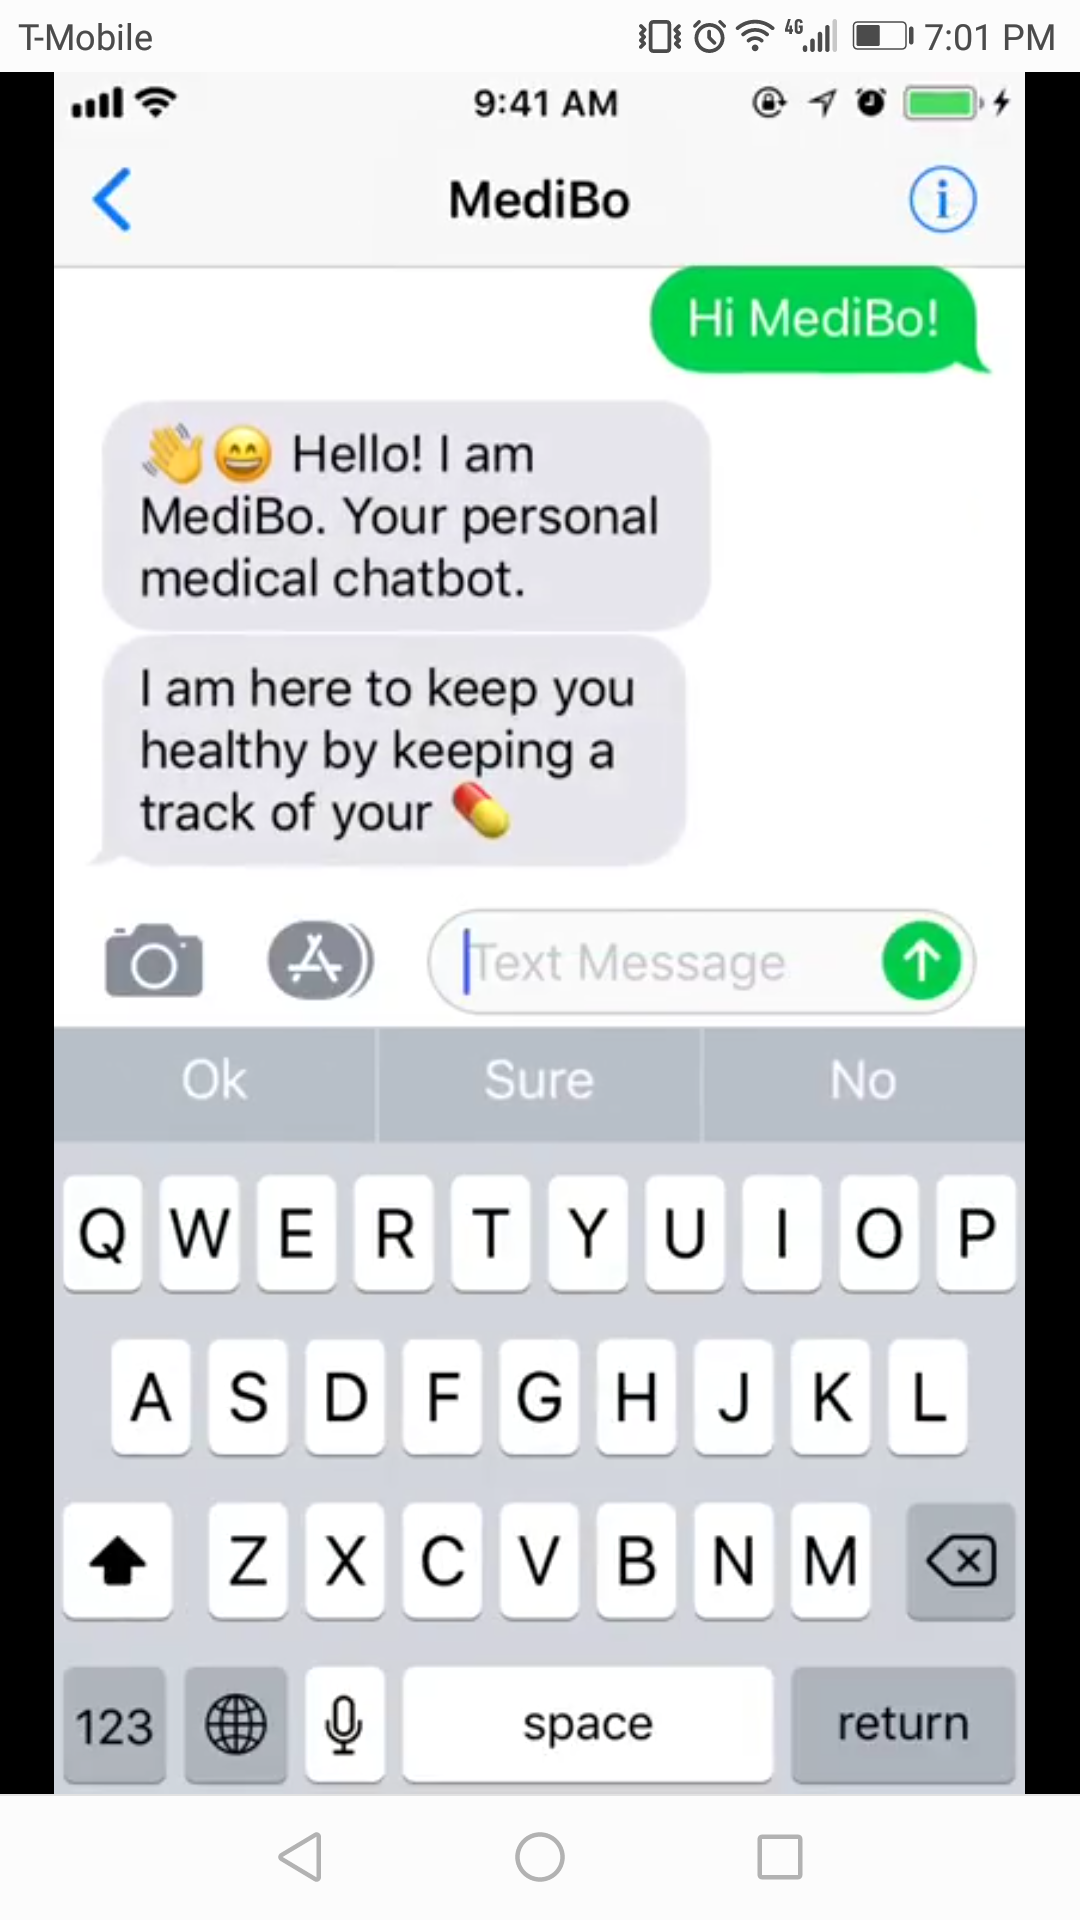 T-Mobile 4G 7:01 PM
9:41 AM
MediBo
Hi MediBo!
👋😄 Hello! I am
MediBo. Your personal
medical chatbot.
I am here to keep you
healthy by keeping a
track of your 💊
Text Message
Ok Sure No
Q W E R T Y U I O P
A S D F G H J K L
Z X C V B N M
123 space return